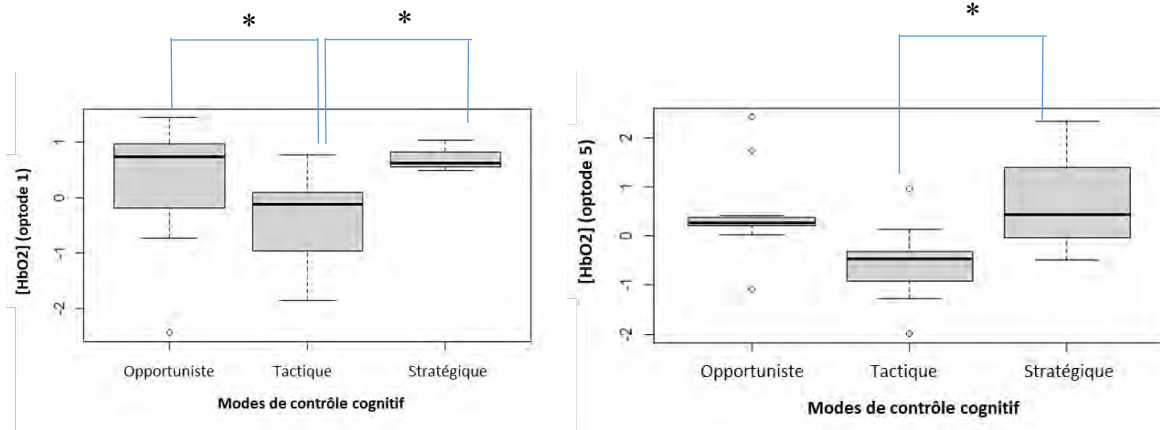 * *
[HbO2] (optode 1)
1
0
-1
-2
Opportuniste Tactique Stratégique
Modes de contrôle cognitif
*
[HbO2] (optode 5)
2
1
0
-1
-2
Opportuniste Tactique Stratégique
Modes de contrôle cognitif